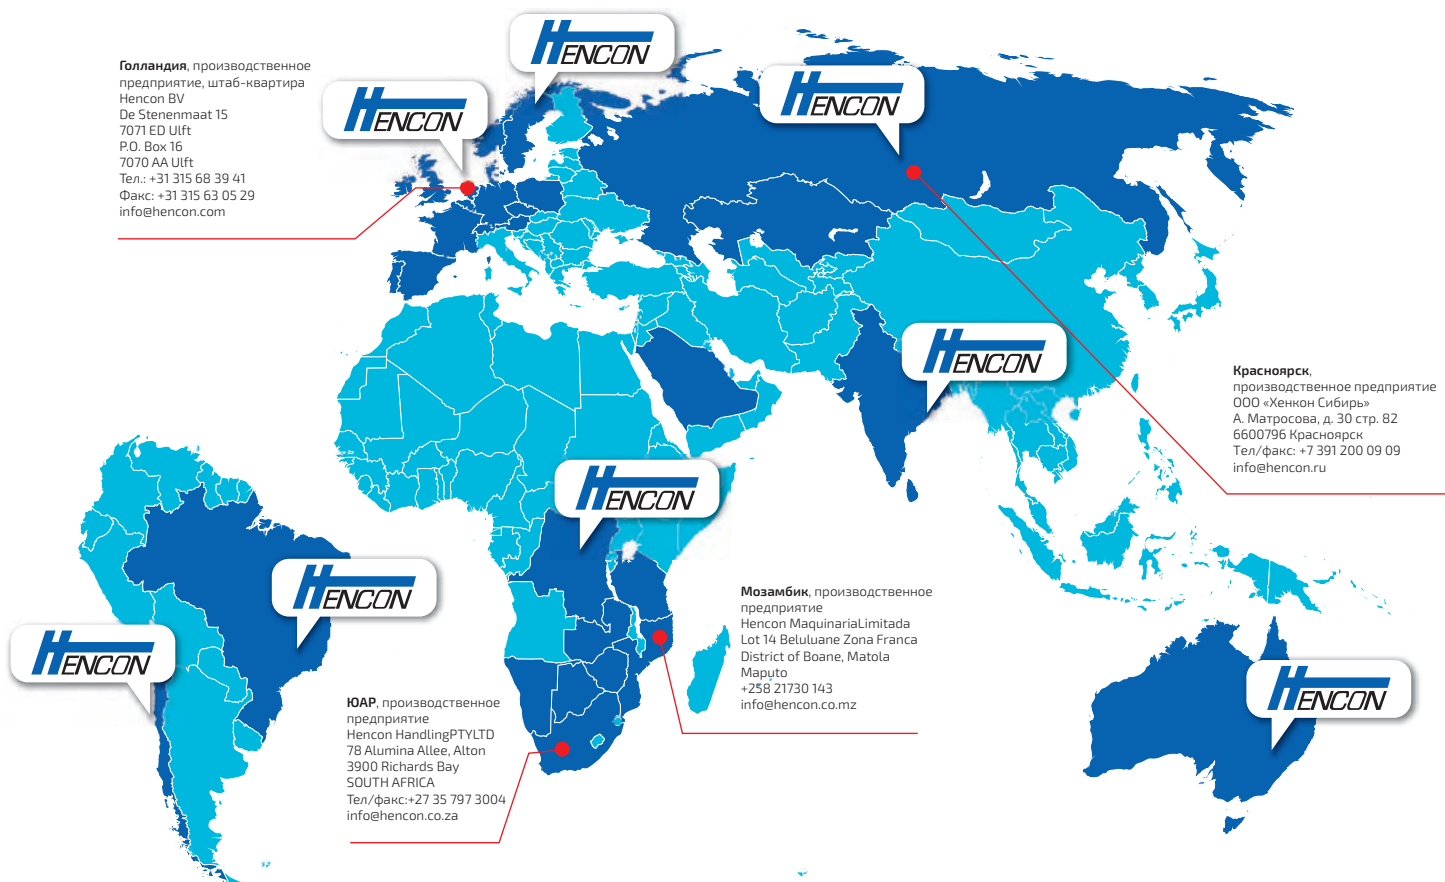 HENCON
HENCON
HENCON
Голландия, производственное
предприятие, штаб-квартира
Hencon BV
De Stenenmaat 15
7071 ED Ulft
P.O. Box 16
7070 AA Ulft
Тел.: +31 315 68 39 41
Факс: +31 315 63 05 29
info@hencon.com
HENCON
Красноярск,
производственное предприятие
ООО «Хенкон Сибирь»
А. Матросова, д. 30 стр. 82
6600796 Красноярск
Тел/факс: +7 391 200 09 09
info@hencon.ru
HENCON
HENCON
HENCON
HENCON
Мозамбик, производственное
предприятие
Hencon MaquinariaLimitada
Lot 14 Beluluane Zona Franca
District of Boane, Matola
Maputo
+258 21730 143
info@hencon.co.mz
ЮАР, производственное
предприятие
Hencon HandlingPTYLTD
78 Alumina Allee, Alton
3900 Richards Bay
SOUTH AFRICA
Тел/факс:+27 35 797 3004
info@hencon.co.za